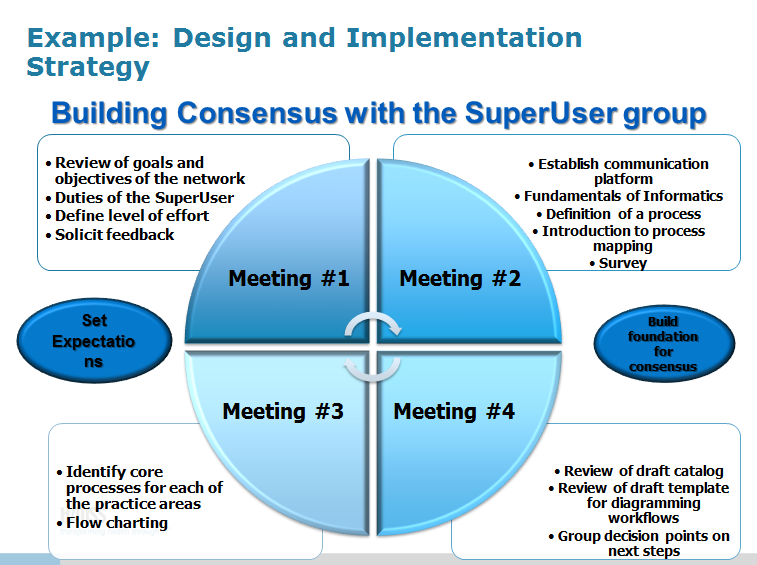 Example: Design and Implementation
Strategy
Building Consensus with the SuperUser group
• Review of goals and
objectives of the network
• Duties of the SuperUser
• Define level of effort
• Solicit feedback
• Establish communication
platform
• Fundamentals of Informatics
• Definition of a process
• Introduction to process
mapping
• Survey
Meeting #1
Meeting #2
Set
Expectatio
ns
Build
foundation
for
consensus
Meeting #3
Meeting #4
• Identify core
processes for each of
the practice areas
• Flow charting
• Review of draft catalog
• Review of draft template
for diagramming
workflows
• Group decision points on
next steps